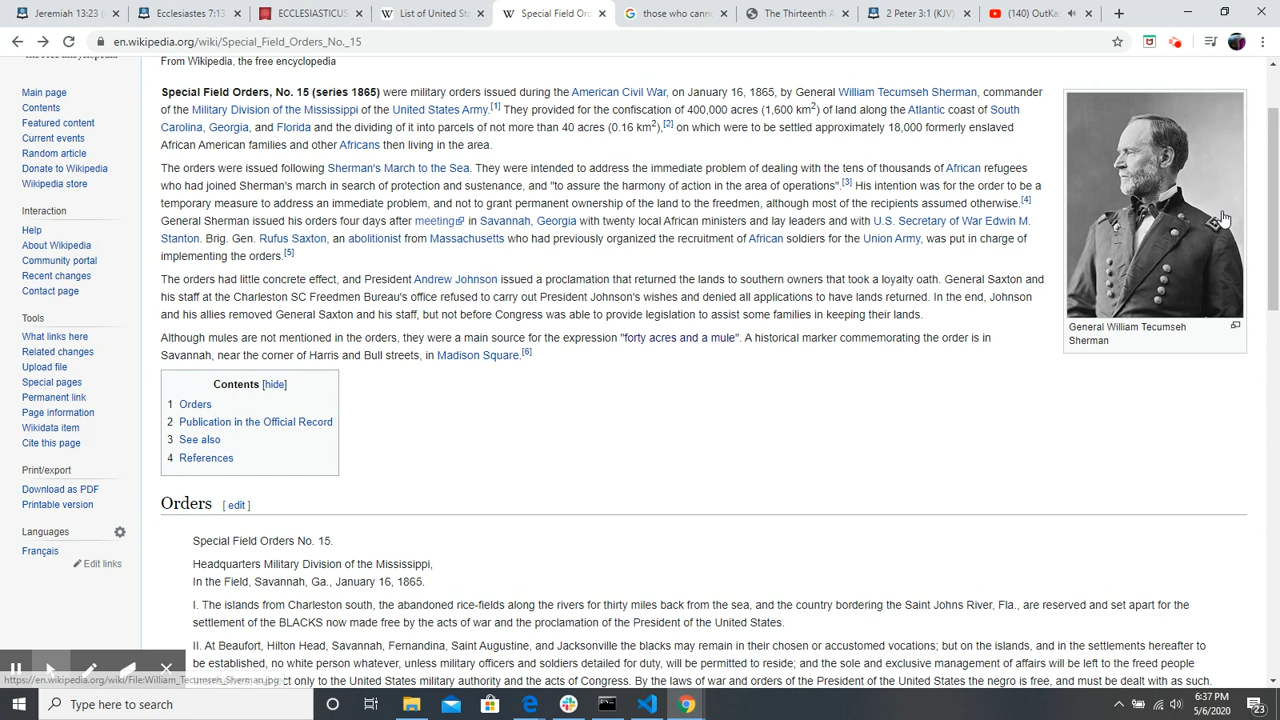 Jeremiah 13:23 (
Ecclesiastes 7:13
ECCLESIASTICUS
List of United St
Special Field Ord
those who cann
The Thirteenth A
2 Peter 3:1 (KJV)
(140) OutKas
en.wikipedia.org/wiki/Special_Field_Orders_No._15
From Wikipedia, the free encyclopedia
Main page
Contents
Featured content
Current events
Random article
Donate to Wikipedia
Wikipedia store
Interaction
Help
About Wikipedia
Community portal
Recent changes
Contact page
Tools
What links here
Related changes
Upload file
Special pages
Permanent link
Page information
Wikidata item
Cite this page
Print/export
Download as PDF
Printable version
Languages
Français
Edit links
Special Field Orders, No. 15 (series 1865) were military orders issued during the American Civil War, on January 16, 1865, by General William Tecumseh Sherman, commander
of the Military Division of the Mississippi of the United States Army.[1] They provided for the confiscation of 400,000 acres (1,600 km2) of land along the Atlantic coast of South
Carolina, Georgia, and Florida and the dividing of it into parcels of not more than 40 acres (0.16 km2),[2] on which were to be settled approximately 18,000 formerly enslaved
African American families and other Africans then living in the area.
The orders were issued following Sherman's March to the Sea. They were intended to address the immediate problem of dealing with the tens of thousands of African refugees
who had joined Sherman's march in search of protection and sustenance, and "to assure the harmony of action in the area of operations" [3] His intention was for the order to be a
temporary measure to address an immediate problem, and not to grant permanent ownership of the land to the freedmen, although most of the recipients assumed otherwise.[4]
General Sherman issued his orders four days after meeting in Savannah, Georgia with twenty local African ministers and lay leaders and with U.S. Secretary of War Edwin M.
Stanton. Brig. Gen. Rufus Saxton, an abolitionist from Massachusetts who had previously organized the recruitment of African soldiers for the Union Army, was put in charge of
implementing the orders.[5]
The orders had little concrete effect, and President Andrew Johnson issued a proclamation that returned the lands to southern owners that took a loyalty oath. General Saxton and
his staff at the Charleston SC Freedmen Bureau's office refused to carry out President Johnson's wishes and denied all applications to have lands returned. In the end, Johnson
and his allies removed General Saxton and his staff, but not before Congress was able to provide legislation to assist some families in keeping their lands.
Although mules are not mentioned in the orders, they were a main source for the expression "forty acres and a mule". A historical marker commemorating the order is in
Savannah, near the corner of Harris and Bull streets, in Madison Square.[6]
General William Tecumseh
Sherman
Contents [hide]
1 Orders
2 Publication in the Official Record
3 See also
4 References
Orders [ edit ]
Special Field Orders No. 15.
Headquarters Military Division of the Mississippi,
In the Field, Savannah, Ga., January 16, 1865.
I. The islands from Charleston south, the abandoned rice-fields along the rivers for thirty miles back from the sea, and the country bordering the Saint Johns River, Fla., are reserved and set apart for the
settlement of the BLACKS now made free by the acts of war and the proclamation of the President of the United States.
II. At Beaufort, Hilton Head, Savannah, Fernandina, Saint Augustine, and Jacksonville the blacks may remain in their chosen or accustomed vocations; but on the islands, and in the settlements hereafter to
be established, no white person whatever, unless military officers and soldiers detailed for duty, will be permitted to reside; and the sole and exclusive management of affairs will be left to the freed people
ct only to the United States military authority and the acts of Congress. By the laws of war and orders of the President of the United States the negro is free, and must be dealt with as such.
Type here to search
6:37 PM
5/6/2020
23